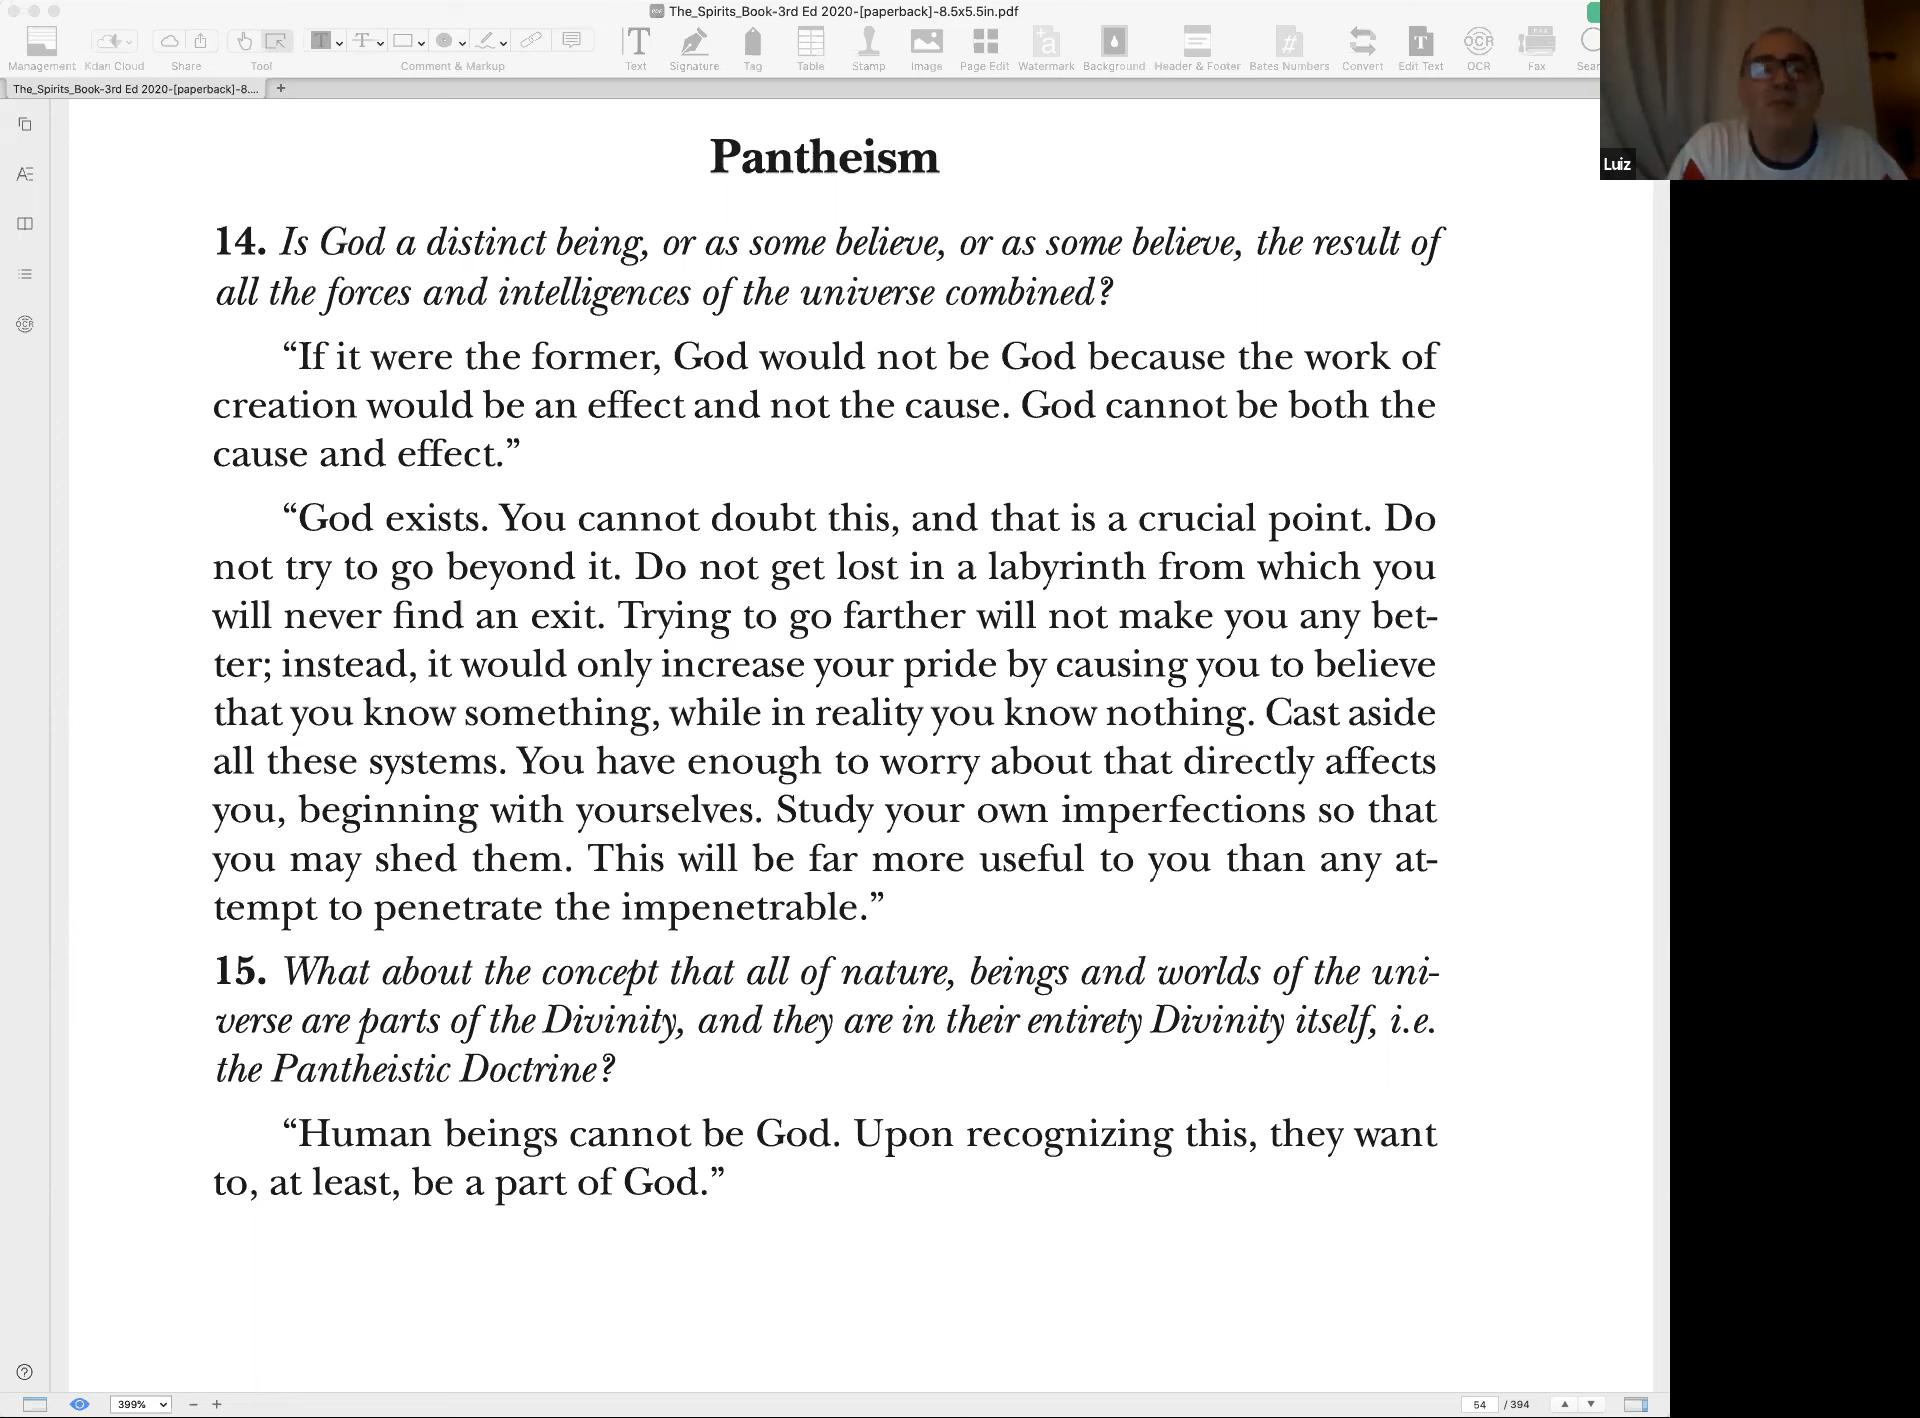 The_Spirits_Book-3rd Ed 2020-[paperback]-8.5x5.5in.pdf
Management Kdan Cloud Share Tool Comment & Markup Text Signature Tag Table Stamp Image Page Edit Watermark Background Header & Footer Bates Numbers Convert Edit Text OCR Fax
The_Spirits_Book-3rd Ed 2020-[paperback]-8.... +
Luiz
Pantheism
14. Is God a distinct being, or as some believe, or as some believe, the result of
all the forces and intelligences of the universe combined?
“If it were the former, God would not be God because the work of
creation would be an effect and not the cause. God cannot be both the
cause and effect.”
“God exists. You cannot doubt this, and that is a crucial point. Do
not try to go beyond it. Do not get lost in a labyrinth from which you
will never find an exit. Trying to go farther will not make you any bet-
ter; instead, it would only increase your pride by causing you to believe
that you know something, while in reality you know nothing. Cast aside
all these systems. You have enough to worry about that directly affects
you, beginning with yourselves. Study your own imperfections so that
you may shed them. This will be far more useful to you than any at-
tempt to penetrate the impenetrable.”
15. What about the concept that all of nature, beings and worlds of the uni-
verse are parts of the Divinity, and they are in their entirety Divinity itself, i.e.
the Pantheistic Doctrine?
“Human beings cannot be God. Upon recognizing this, they want
to, at least, be a part of God.”
399% − + 54 / 394